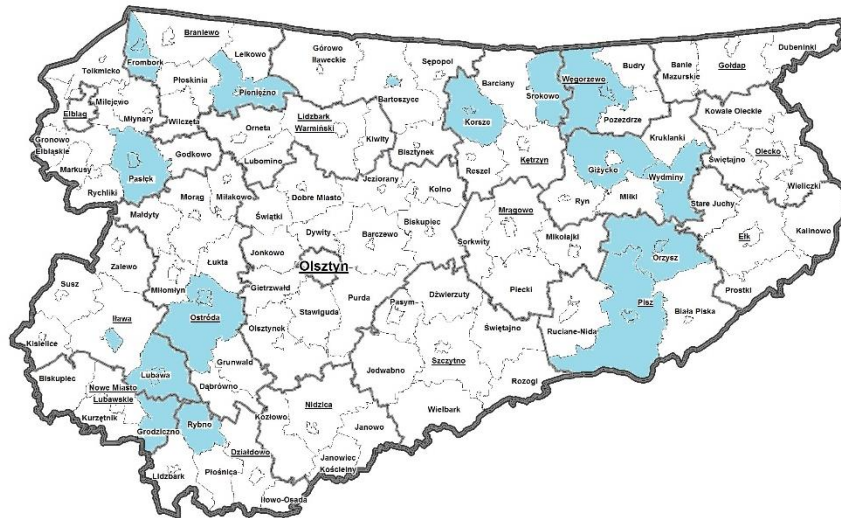 Braniewo
Frombork
Lelkowo
Górowo
Iławeckie
Sępopol
Budry
Banie
Mazurskie
Gołdap
Dubeninki
Tolkmicko
Płoskinia
Pieniężno
Bartoszyce
Barciany
Srokowo
Węgorzewo
Milejewo
Elbląg
Młynary
Wilczęta
Orneta
Lidzbark
Warmiński
Korsze
Pozezdrze
Kowale Oleckie
Gronowo
Elbląskie
Kiwity
Bisztynek
Kruklanki
Olecko
Markusy
Pasłęk
Godkowo
Lubomino
Reszel
Kętrzyn
Giżycko
Świętajno
Wydminy
Rychliki
Jeziorany
Kolno
Wieliczki
Morąg
Miłakowo
Dobre Miasto
Ryn
Miłki
Stare Juchy
Małdyty
Świątki
Biskupiec
Mrągowo
Dywity
Barczewo
Kalinowo
Łukta
Jonkowo
Sorkwity
Mikołajki
Ełk
Zalewo
Olsztyn
Orzysz
Susz
Miłomłyn
Gietrzwałd
Piecki
Prostki
Purda
Pasym
Dźwierzuty
Iława
Ostróda
Olsztynek
Stawiguda
Świętajno
Ruciane-Nida
Pisz
Biała Piska
Kisielice
Grunwald
Szczytno
Biskupiec
Lubawa
Jedwabno
Nowe Miasto
Lubawskie
Dąbrówno
Rozogi
Kurzętnik
Nidzica
Wielbark
Grodziczno
Rybno
Kozłowo
Janowo
Działdowo
Janowiec
Kościelny
Lidzbark
Płośnica
Iłowo-Osada